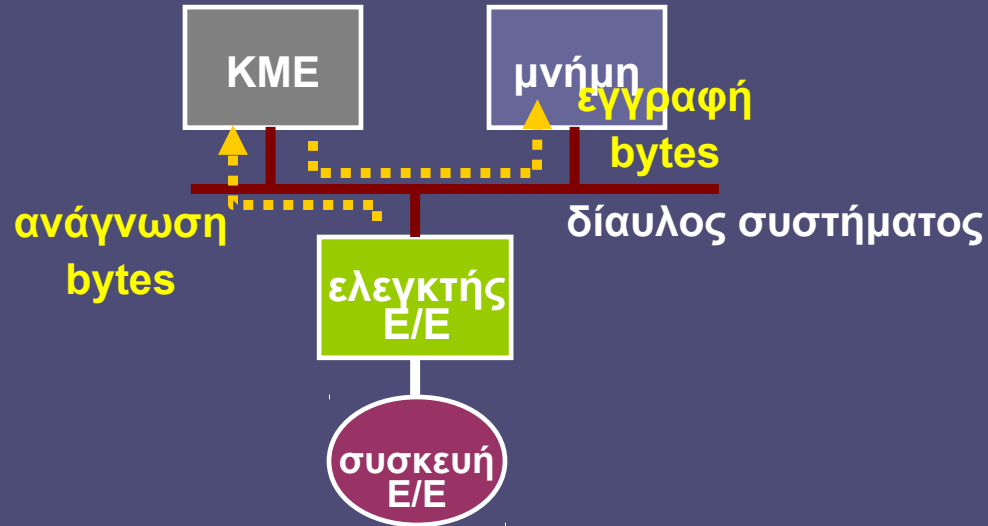 ΚΜΕ
μνήμη
εγγραφή
bytes
ανάγνωση
bytes
δίαυλος συστήματος
ελεγκτής
Ε/Ε
συσκευή
Ε/Ε